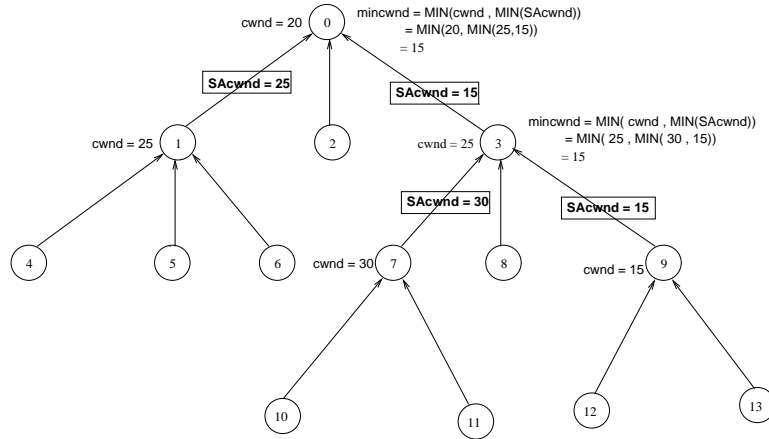 cwnd = 20
0
mincwnd = MIN(cwnd , MIN(SAcwnd))
= MIN(20, MIN(25,15))
= 15
SAcwnd = 25
SAcwnd = 15
cwnd = 25
1
2
cwnd = 25
3
mincwnd = MIN( cwnd , MIN(SAcwnd))
= MIN( 25 , MIN( 30 , 15))
= 15
SAcwnd = 30
SAcwnd = 15
4
5
6
cwnd = 30
7
8
cwnd = 15
9
10
11
12
13